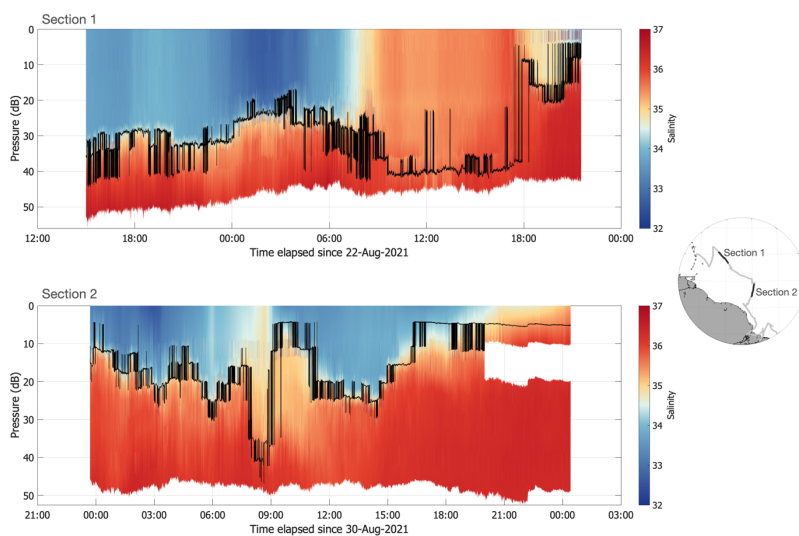 Section 1
0
10
20
30
40
50
Pressure (dB)
12:00 18:00 00:00 06:00 12:00 18:00 00:00
Time elapsed since 22-Aug-2021
37
36
35
34
33
32
Salinity
Section 1
Section 2
Section 2
0
10
20
30
40
50
Pressure (dB)
21:00 00:00 03:00 06:00 09:00 12:00 15:00 18:00 21:00 00:00 03:00
Time elapsed since 30-Aug-2021
37
36
35
34
33
32
Salinity